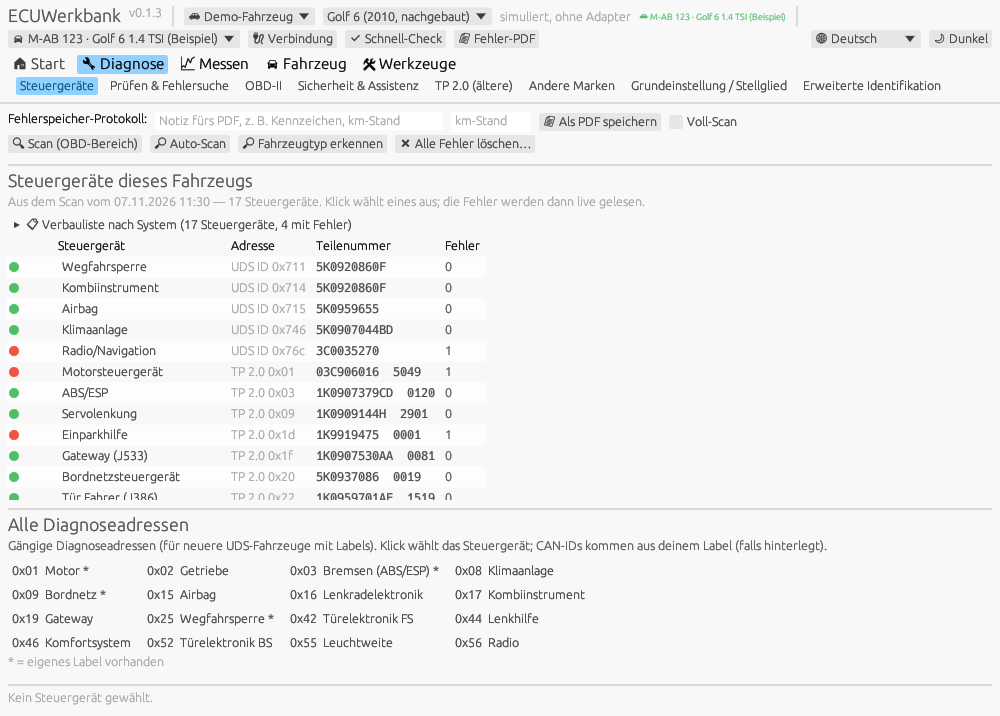 ECUWerkbank v0.1.3 Demo-Fahrzeug Golf 6 (2010, nachgebaut) simuliert, ohne Adapter M-AB 123 · Golf 6 1.4 TSI (Beispiel)
M-AB 123 · Golf 6 1.4 TSI (Beispiel) Verbindung Schnell-Check Fehler-PDF Deutsch Dunkel
Start Diagnose Messen Fahrzeug Werkzeuge
Steuergeräte Prüfen & Fehlersuche OBD-II Sicherheit & Assistenz TP 2.0 (ältere) Andere Marken Grundeinstellung / Stellglied Erweiterte Identifikation
Fehlerspeicher-Protokoll: Notiz fürs PDF, z. B. Kennzeichen, km-Stand km-Stand Als PDF speichern Voll-Scan
Scan (OBD-Bereich) Auto-Scan Fahrzeugtyp erkennen Alle Fehler löschen...
Steuergeräte dieses Fahrzeugs
Aus dem Scan vom 07.11.2026 11:30 — 17 Steuergeräte. Klick wählt eines aus; die Fehler werden dann live gelesen.
Verbauliste nach System (17 Steuergeräte, 4 mit Fehler)
Steuergerät Adresse Teilenummer Fehler
Wegfahrsperre UDS ID 0x711 5K0920860F 0
Kombiinstrument UDS ID 0x714 5K0920860F 0
Airbag UDS ID 0x715 5K0959655 0
Klimaanlage UDS ID 0x746 5K0907044BD 0
Radio/Navigation UDS ID 0x76c 3C0035270 1
Motorsteuergerät TP 2.0 0x01 03C906016 5049 1
ABS/ESP TP 2.0 0x03 1K0907379CD 0120 0
Servolenkung TP 2.0 0x09 1K0909144H 2901 0
Einparkhilfe TP 2.0 0x1d 1K9919475 0001 1
Gateway (J533) TP 2.0 0x1f 1K0907530AA 0081 0
Bordnetzsteuergerät TP 2.0 0x20 5K0937086 0019 0
Tür Fahrer (J386) TP 2.0 0x22 1K0959701AE 1519 0
Alle Diagnoseadressen
Gängige Diagnoseadressen (für neuere UDS-Fahrzeuge mit Labels). Klick wählt das Steuergerät; CAN-IDs kommen aus deinem Label (falls hinterlegt).
0x01 Motor * 0x02 Getriebe 0x03 Bremsen (ABS/ESP) * 0x08 Klimaanlage
0x09 Bordnetz * 0x15 Airbag 0x16 Lenkradelektronik 0x17 Kombiinstrument
0x19 Gateway 0x25 Wegfahrsperre * 0x42 Türelektronik FS 0x44 Lenkhilfe
0x46 Komfortsystem 0x52 Türelektronik BS 0x55 Leuchtweite 0x56 Radio
* = eigenes Label vorhanden
Kein Steuergerät gewählt.